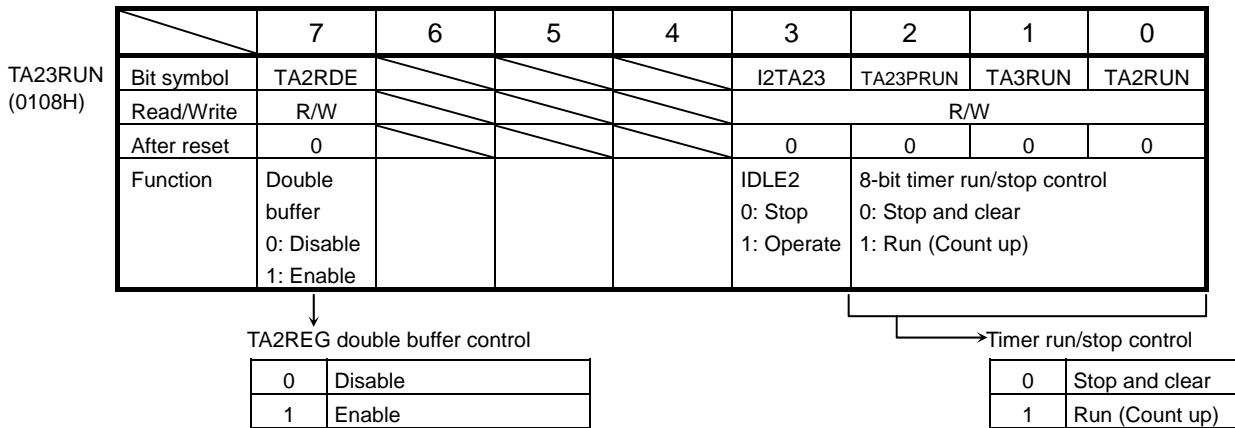 7 6 5 4 3 2 1 0
TA23RUN
(0108H)
Bit symbol TA2RDE I2TA23 TA23PRUN TA3RUN TA2RUN
Read/Write R/W R/W
After reset 0 0 0 0 0
Function Double IDLE2 8-bit timer run/stop control
buffer 0: Stop 0: Stop and clear
0: Disable 1: Operate 1: Run (Count up)
1: Enable
TA2REG double buffer control Timer run/stop control
0 Disable 0 Stop and clear
1 Enable 1 Run (Count up)